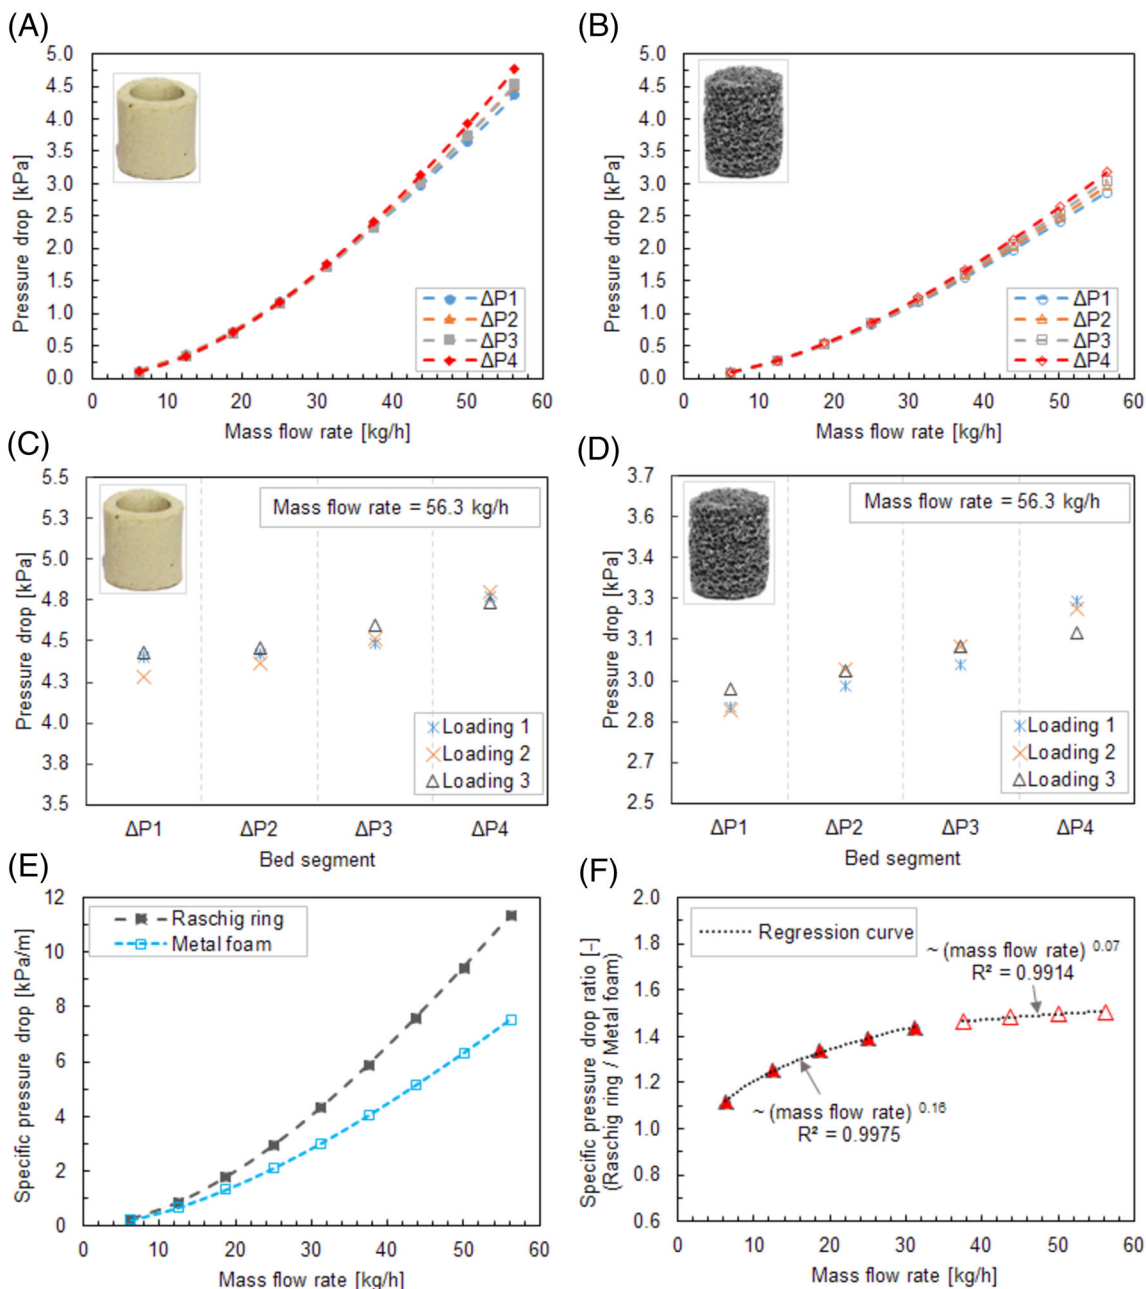 (A)
5.0
4.5
4.0
3.5
3.0
2.5
2.0
1.5
1.0
0.5
0.0
Pressure drop [kPa]
ΔP1
ΔP2
ΔP3
ΔP4
0 10 20 30 40 50 60
Mass flow rate [kg/h]
(B)
5.0
4.5
4.0
3.5
3.0
2.5
2.0
1.5
1.0
0.5
0.0
Pressure drop [kPa]
ΔP1
ΔP2
ΔP3
ΔP4
0 10 20 30 40 50 60
Mass flow rate [kg/h]
(C)
5.5
5.3
5.0
4.8
4.5
4.3
4.0
3.8
3.5
Pressure drop [kPa]
Mass flow rate = 56.3 kg/h
Loading 1
Loading 2
Loading 3
ΔP1 ΔP2 ΔP3 ΔP4
Bed segment
(D)
3.7
3.6
3.4
3.3
3.1
3.0
2.8
2.7
2.5
Pressure drop [kPa]
Mass flow rate = 56.3 kg/h
Loading 1
Loading 2
Loading 3
ΔP1 ΔP2 ΔP3 ΔP4
Bed segment
(E)
12
10
8
6
4
2
0
Specific pressure drop [kPa/m]
Raschig ring
Metal foam
0 10 20 30 40 50 60
Mass flow rate [kg/h]
(F)
2.0
1.8
1.6
1.4
1.2
1.0
0.8
0.6
Specific pressure drop ratio [–]
(Raschig ring / Metal foam)
Regression curve
~ (mass flow rate) 0.07
R² = 0.9914
~ (mass flow rate) 0.16
R² = 0.9975
0 10 20 30 40 50 60
Mass flow rate [kg/h]